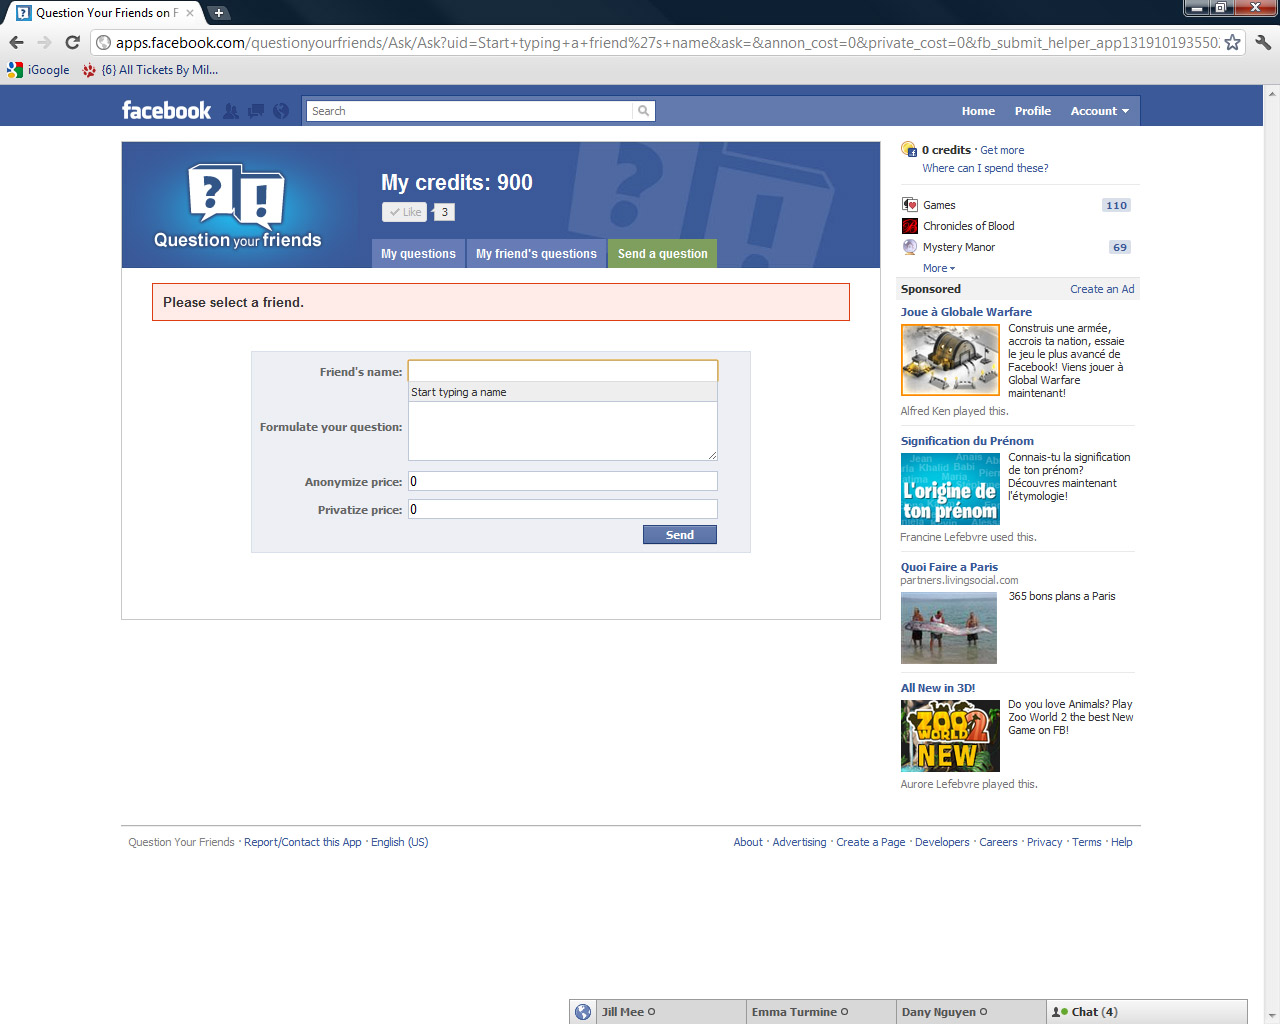 Question Your Friends on F
apps.facebook.com/questionyourfriends/Ask/Ask?uid=Start+typing+a+friend%27s+name&ask=&annon_cost=0&private_cost=0&fb_submit_helper_app131910193550
iGoogle
{6} All Tickets By Mil...
facebook
Search
Home Profile Account
Question your friends
My credits: 900
Like 3
My questions My friend's questions Send a question
Please select a friend.
Friend's name:
Start typing a name
Formulate your question:
Anonymize price: 0
Privatize price: 0
Send
0 credits · Get more
Where can I spend these?
Games 110
Chronicles of Blood
Mystery Manor 69
More
Sponsored Create an Ad
Joue à Globale Warfare
Construis une armée,
accrois ta nation, essaie
le jeu le plus avancé de
Facebook! Viens jouer à
Global Warfare
maintenant!
Alfred Ken played this.
Signification du Prénom
L'origine de
ton prénom
Connais-tu la signification
de ton prénom?
Découvres maintenant
l'étymologie!
Francine Lefebvre used this.
Quoi Faire a Paris
partners.livingsocial.com
365 bons plans a Paris
All New in 3D!
ZOO
WORLD 2
NEW
Do you love Animals? Play
Zoo World 2 the best New
Game on FB!
Aurore Lefebvre played this.
Question Your Friends · Report/Contact this App · English (US)
About · Advertising · Create a Page · Developers · Careers · Privacy · Terms · Help
Jill Mee
Emma Turmine
Dany Nguyen
Chat (4)